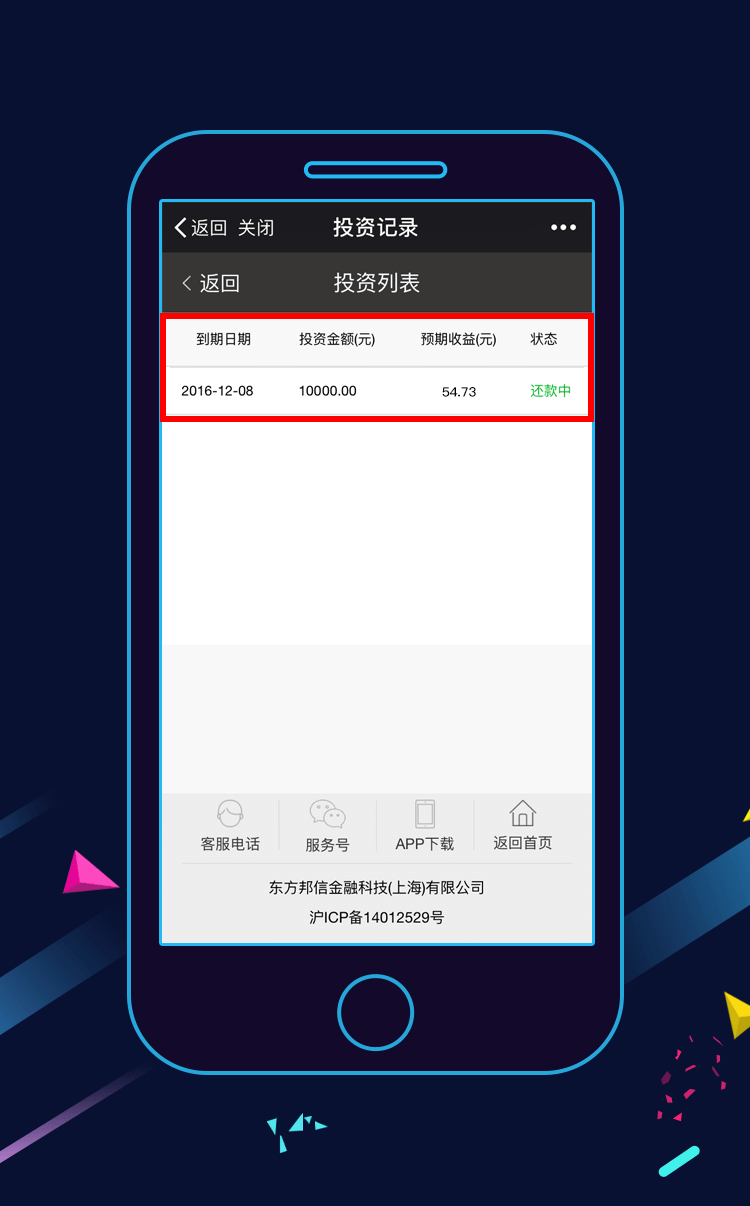 返回 关闭 投资记录
返回 投资列表
到期日期 投资金额(元) 预期收益(元) 状态
2016-12-08 10000.00 54.73 还款中
客服电话 服务号 APP下载 返回首页
东方邦信金融科技(上海)有限公司
沪ICP备14012529号